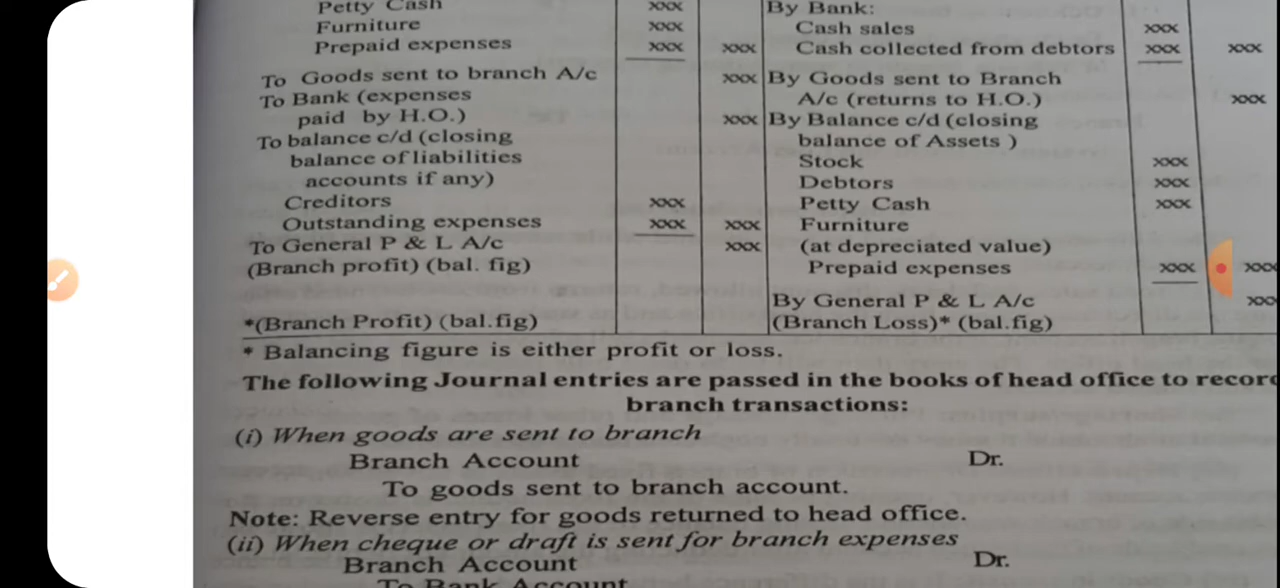 Petty Cash xxx By Bank:
Furniture xxx Cash sales xxx
Prepaid expenses xxx xxx Cash collected from debtors xxx xxx
To Goods sent to branch A/c xxx By Goods sent to Branch
To Bank (expenses A/c (returns to H.O.) xxx
paid by H.O.) xxx By Balance c/d (closing
To balance c/d (closing balance of Assets )
balance of liabilities Stock xxx
accounts if any) Debtors xxx
Creditors xxx Petty Cash xxx
Outstanding expenses xxx xxx Furniture
To General P & L A/c xxx (at depreciated value)
(Branch profit) (bal. fig) Prepaid expenses xxx xxx
By General P & L A/c xxx
*(Branch Profit) (bal.fig) (Branch Loss)* (bal.fig)
* Balancing figure is either profit or loss.
The following Journal entries are passed in the books of head office to record
branch transactions:
(i) When goods are sent to branch
Branch Account Dr.
To goods sent to branch account.
Note: Reverse entry for goods returned to head office.
(ii) When cheque or draft is sent for branch expenses
Branch Account Dr.
To Bank Account